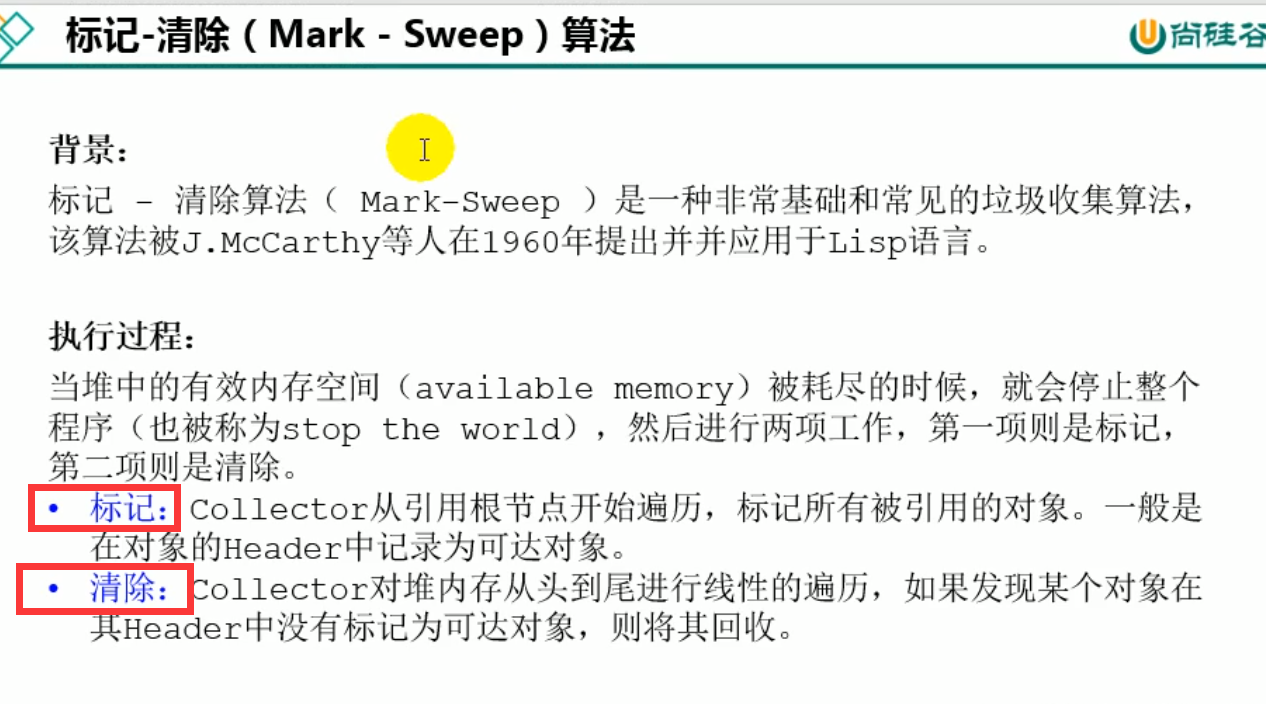 标记-清除（Mark - Sweep）算法
尚硅谷
背景：
标记 - 清除算法（ Mark-Sweep ）是一种非常基础和常见的垃圾收集算法，
该算法被J.McCarthy等人在1960年提出并并应用于Lisp语言。
执行过程：
当堆中的有效内存空间（available memory）被耗尽的时候，就会停止整个
程序（也被称为stop the world），然后进行两项工作，第一项则是标记，
第二项则是清除。
• 标记：Collector从引用根节点开始遍历，标记所有被引用的对象。一般是
在对象的Header中记录为可达对象。
• 清除：Collector对堆内存从头到尾进行线性的遍历，如果发现某个对象在
其Header中没有标记为可达对象，则将其回收。